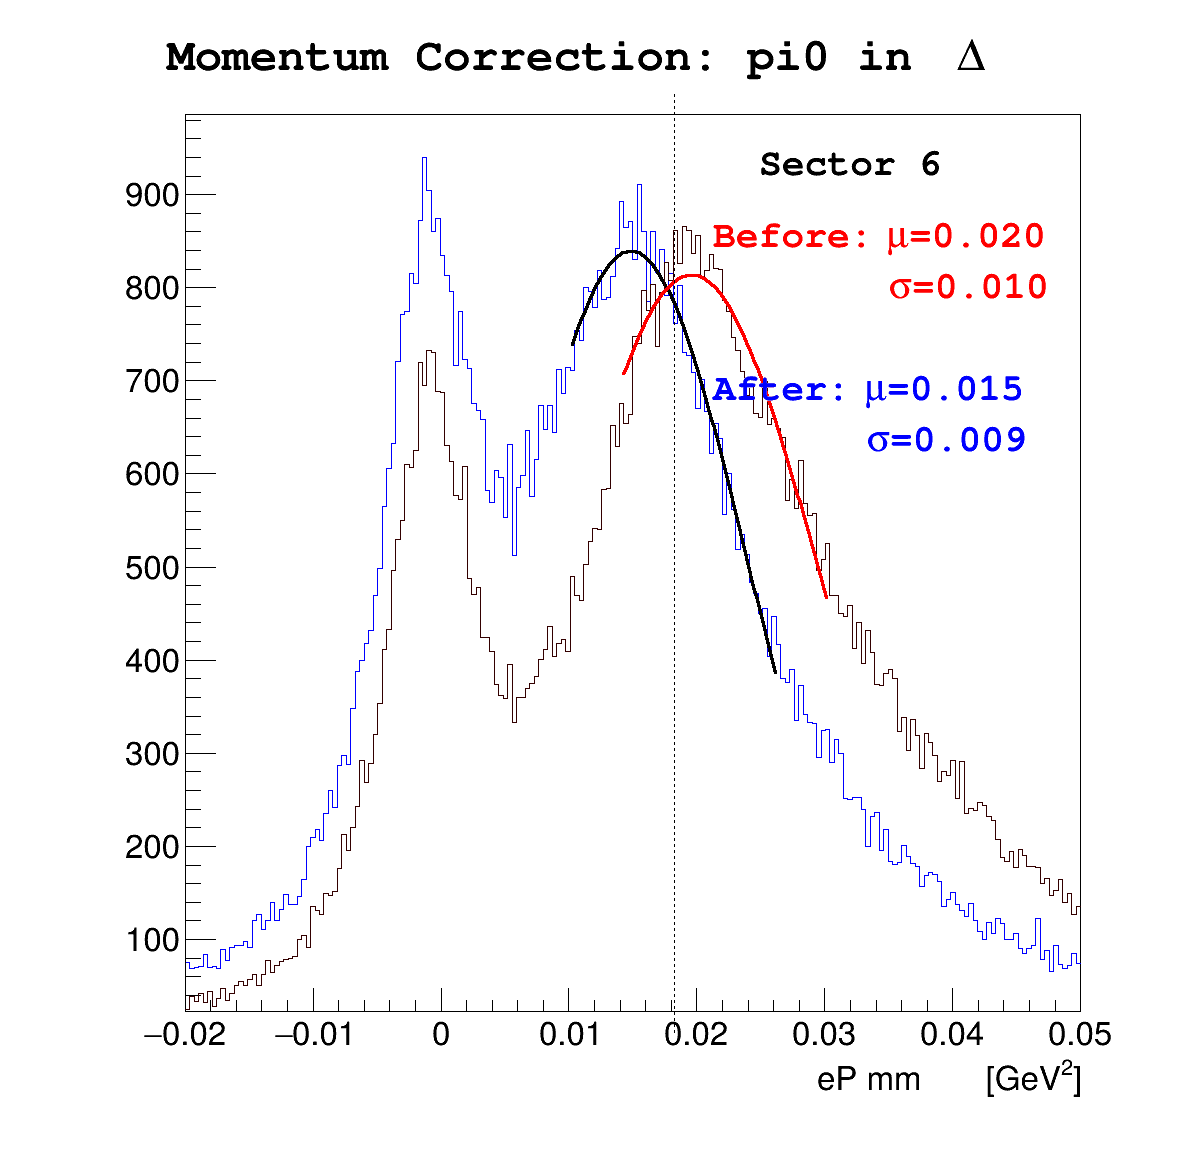 Momentum Correction: pi0 in Δ
Sector 6
Before: μ=0.020
σ=0.010
After: μ=0.015
σ=0.009
900
800
700
600
500
400
300
200
100
−0.02 −0.01 0 0.01 0.02 0.03 0.04 0.05
eP mm [GeV²]